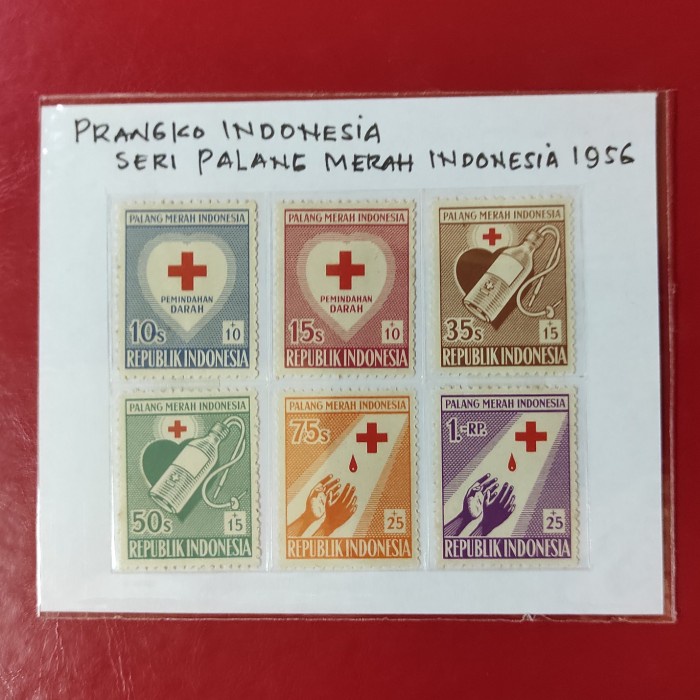 PRANGKO INDONESIA
SERI PALANG MERAH INDONESIA 1956
PALANG MERAH INDONESIA
PEMINDAHAN
DARAH
10s
+
10
REPUBLIK INDONESIA
PALANG MERAH INDONESIA
PEMINDAHAN
DARAH
15s
+
10
REPUBLIK INDONESIA
PALANG MERAH INDONESIA
35s
+
15
REPUBLIK INDONESIA
PALANG MERAH INDONESIA
50s
+
15
REPUBLIK INDONESIA
PALANG MERAH INDONESIA
75s
+
25
REPUBLIK INDONESIA
PALANG MERAH INDONESIA
1.-RP.
+
25
REPUBLIK INDONESIA